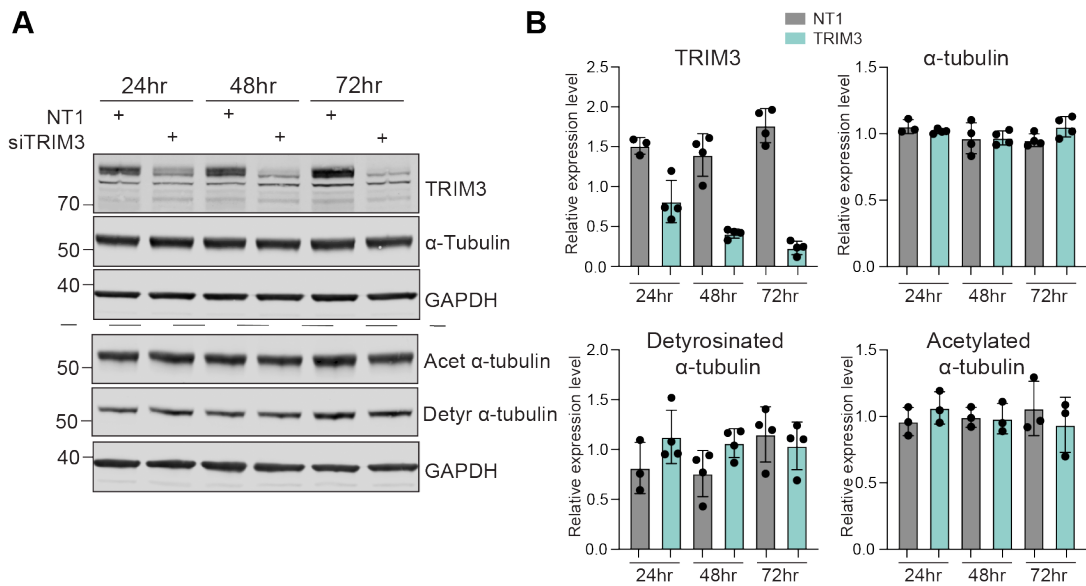 A
24hr 48hr 72hr
NT1 + + +
siTRIM3 + + +
TRIM3
70
α-Tubulin
50
40
GAPDH
Acet α-tubulin
50
Detyr α-tubulin
50
40
GAPDH
B
NT1
TRIM3
TRIM3
Relative expression level
2.5
2.0
1.5
1.0
0.5
0.0
24hr 48hr 72hr
α-tubulin
Relative expression level
1.5
1.0
0.5
0.0
24hr 48hr 72hr
Detyrosinated
α-tubulin
Relative expression level
2.0
1.5
1.0
0.5
0.0
24hr 48hr 72hr
Acetylated
α-tubulin
Relative expression level
1.5
1.0
0.5
0.0
24hr 48hr 72hr